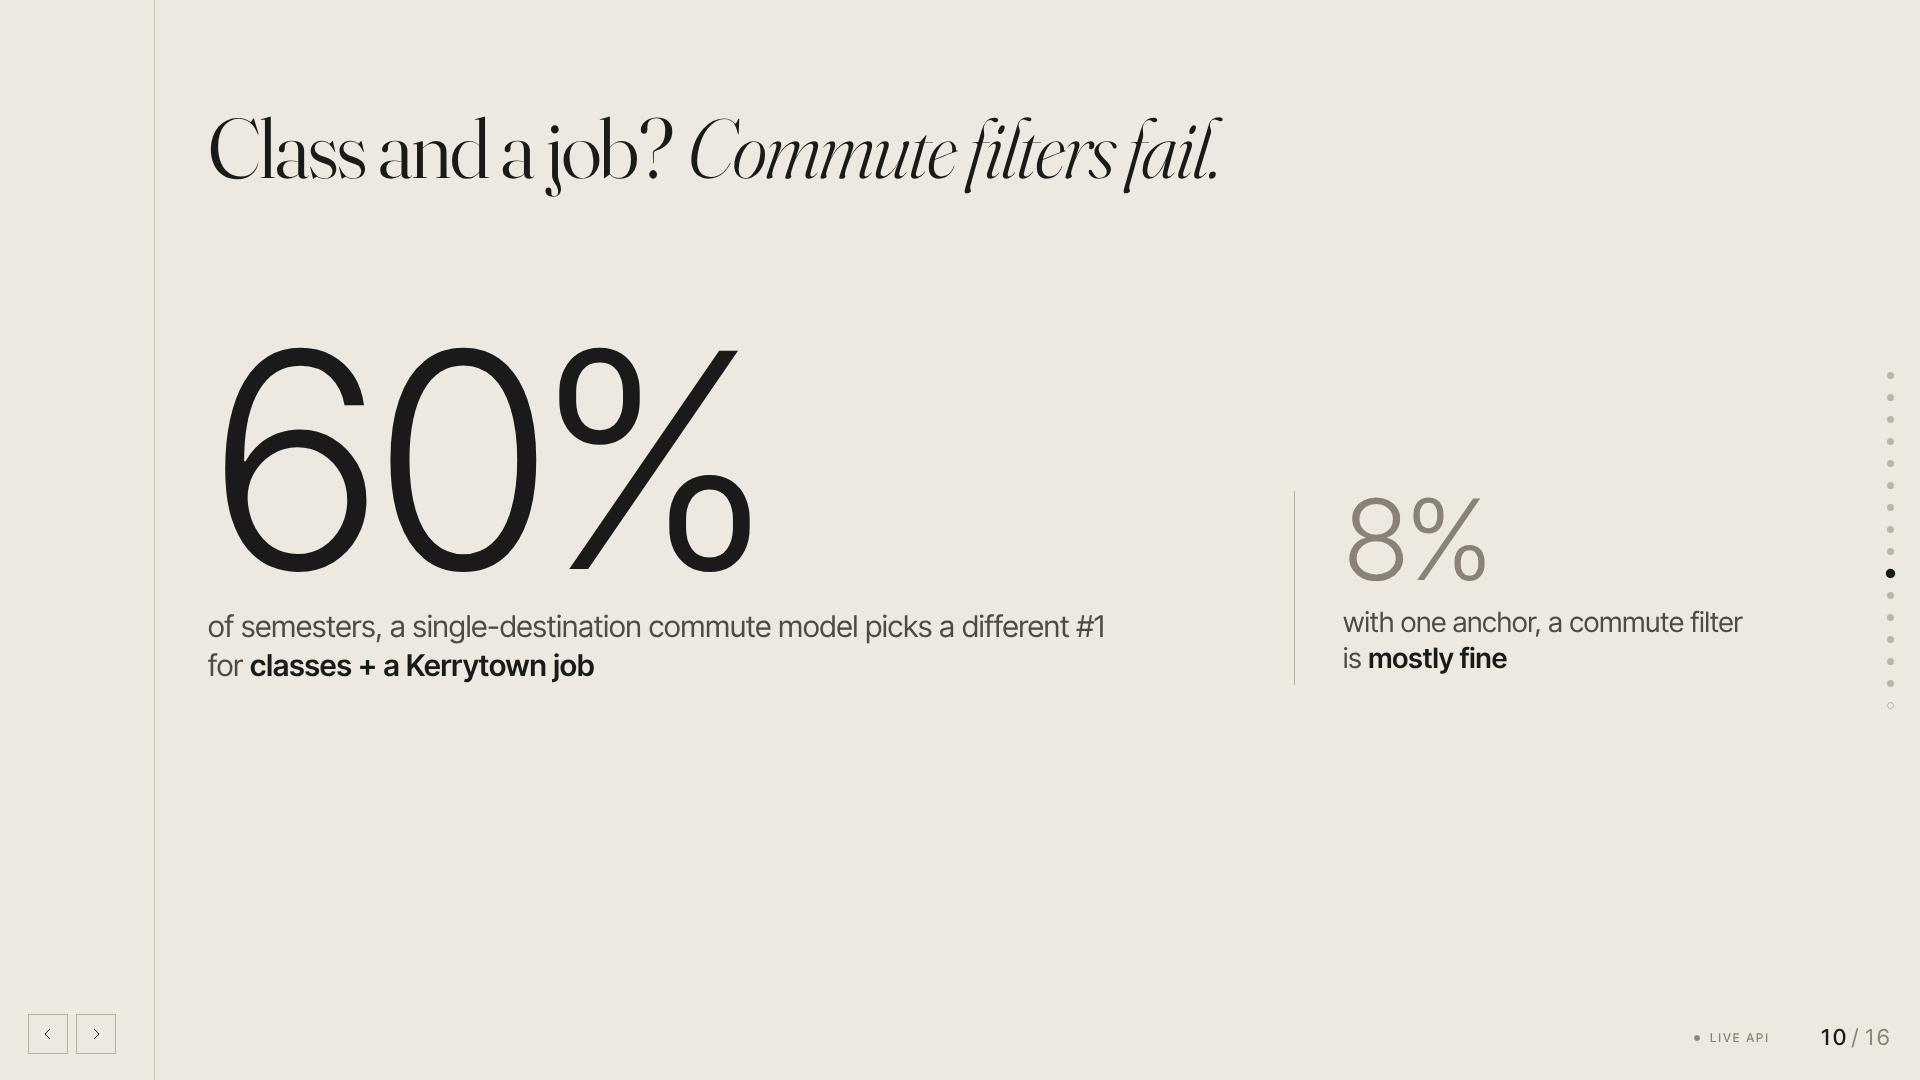 Class and a job? Commute filters fail.
60%
of semesters, a single-destination commute model picks a different #1
for classes + a Kerrytown job
8%
with one anchor, a commute filter
is mostly fine
LIVE API
10 / 16